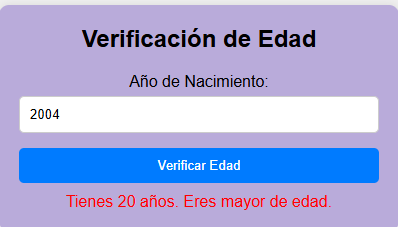 Verificación de Edad
Año de Nacimiento:
2004
Verificar Edad
Tienes 20 años. Eres mayor de edad.